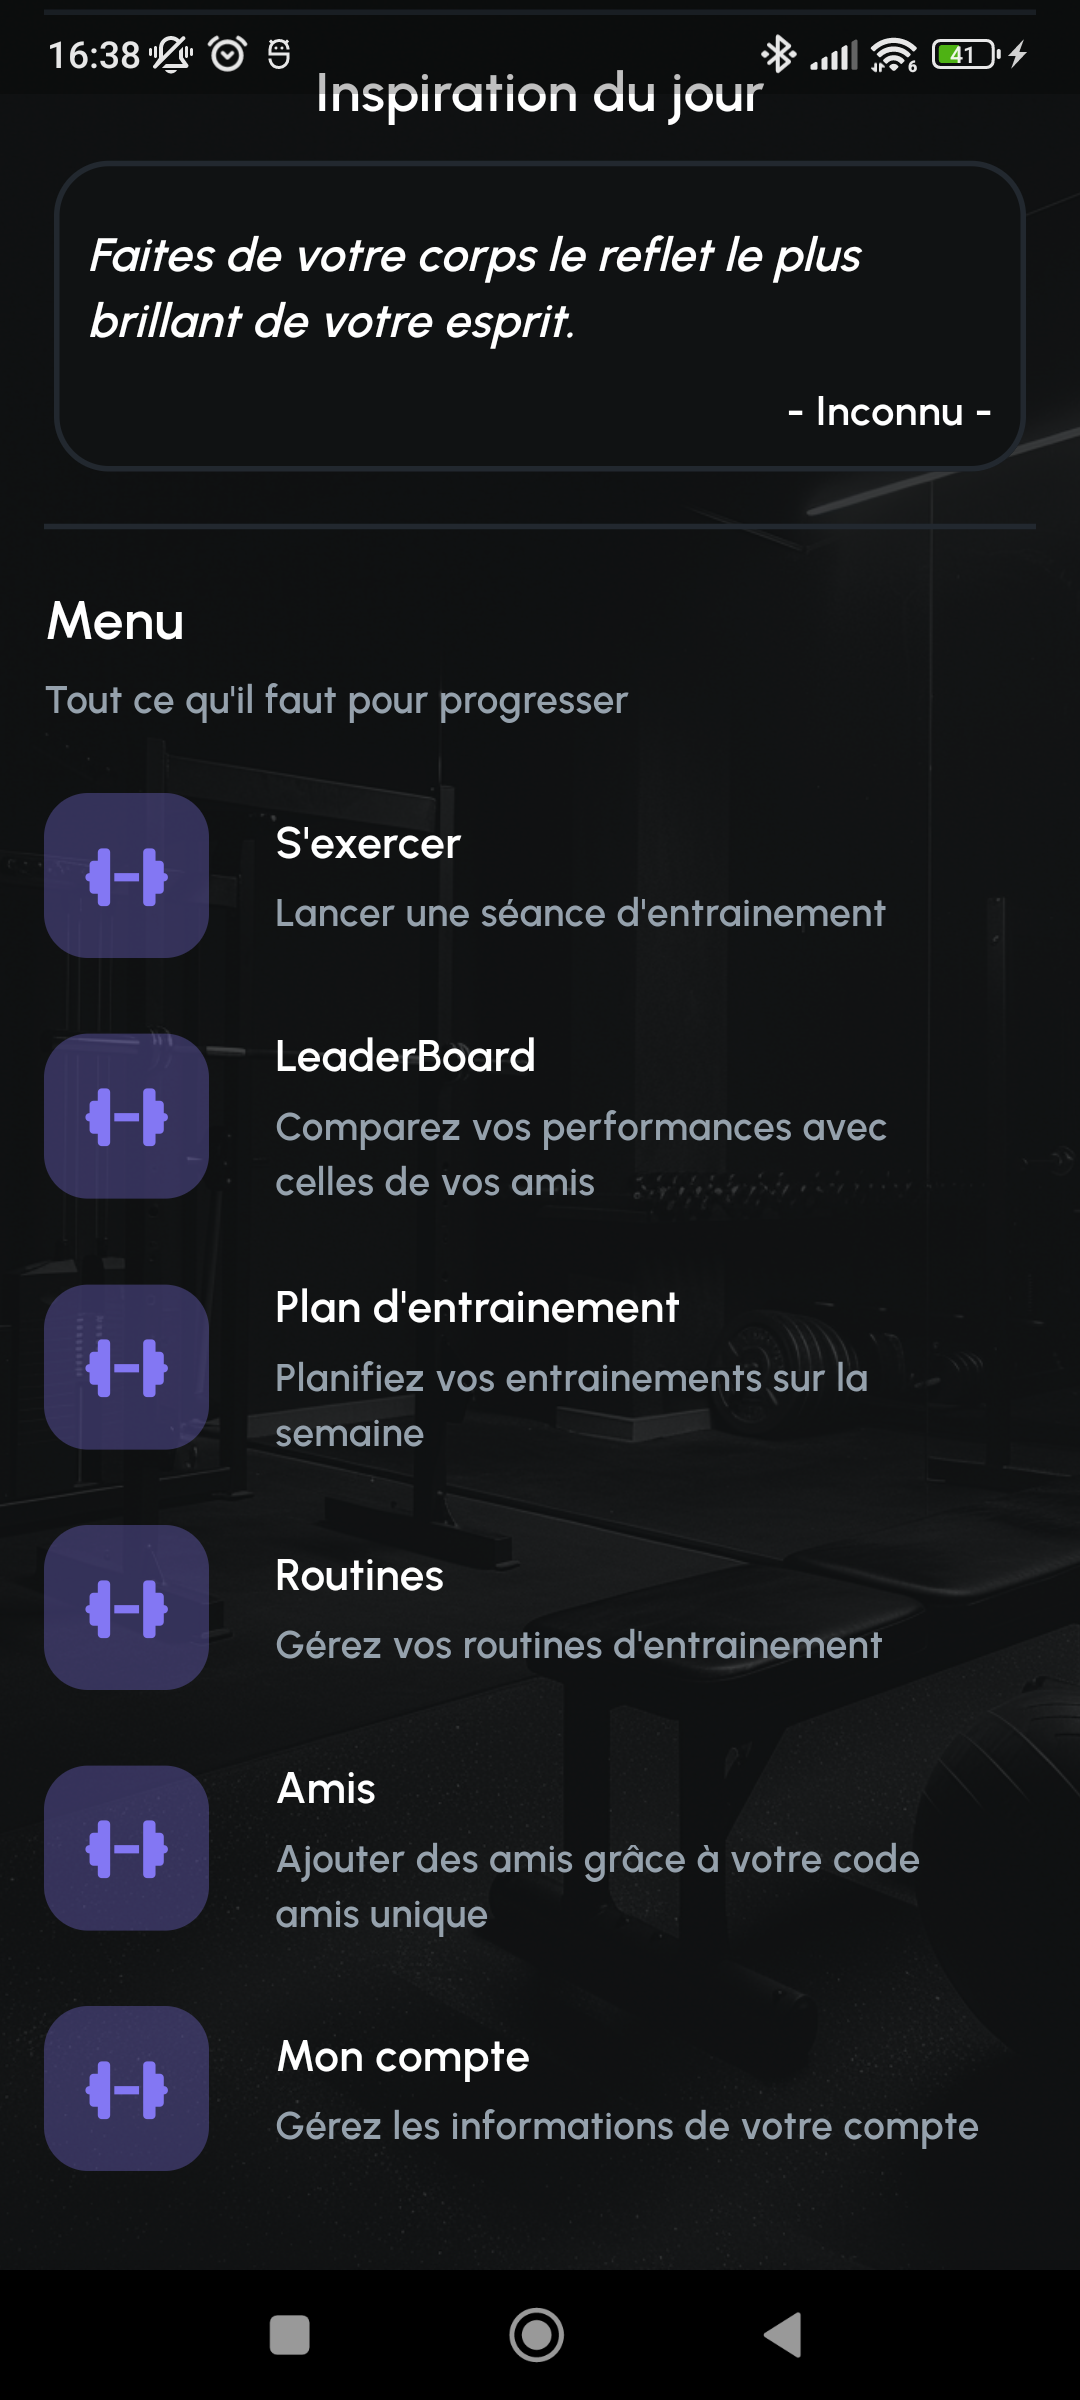 16:38
6
41
Inspiration du jour
Faites de votre corps le reflet le plus
brillant de votre esprit.
- Inconnu -
Menu
Tout ce qu'il faut pour progresser
S'exercer
Lancer une séance d'entrainement
LeaderBoard
Comparez vos performances avec
celles de vos amis
Plan d'entrainement
Planifiez vos entrainements sur la
semaine
Routines
Gérez vos routines d'entrainement
Amis
Ajouter des amis grâce à votre code
amis unique
Mon compte
Gérez les informations de votre compte